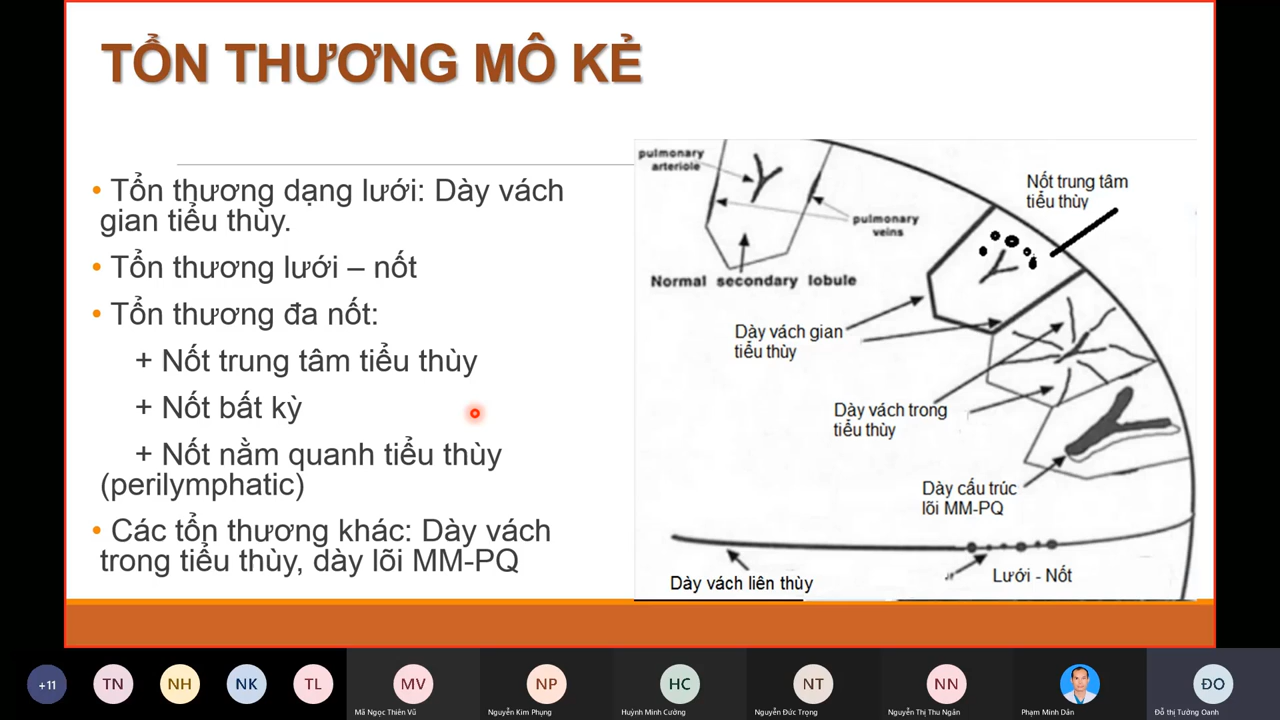 TỔN THƯƠNG MÔ KẺ
• Tổn thương dạng lưới: Dày vách
gian tiểu thùy.
• Tổn thương lưới – nốt
• Tổn thương đa nốt:
+ Nốt trung tâm tiểu thùy
+ Nốt bất kỳ
+ Nốt nằm quanh tiểu thùy
(perilymphatic)
• Các tổn thương khác: Dày vách
trong tiểu thùy, dày lõi MM-PQ
pulmonary
arteriole
pulmonary
veins
Normal secondary lobule
Nốt trung tâm
tiểu thùy
Dày vách gian
tiểu thùy
Dày vách trong
tiểu thùy
Dày cấu trúc
lõi MM-PQ
Dày vách liên thùy
Lưới - Nốt
+11
TN
NH
NK
TL
MV
NP
HC
NT
NN
ĐO
Mã Ngọc Thiên Vũ
Nguyễn Kim Phụng
Huỳnh Minh Cường
Nguyễn Đức Trọng
Nguyễn Thị Thu Ngân
Phạm Minh Dân
Đỗ thị Tường Oanh